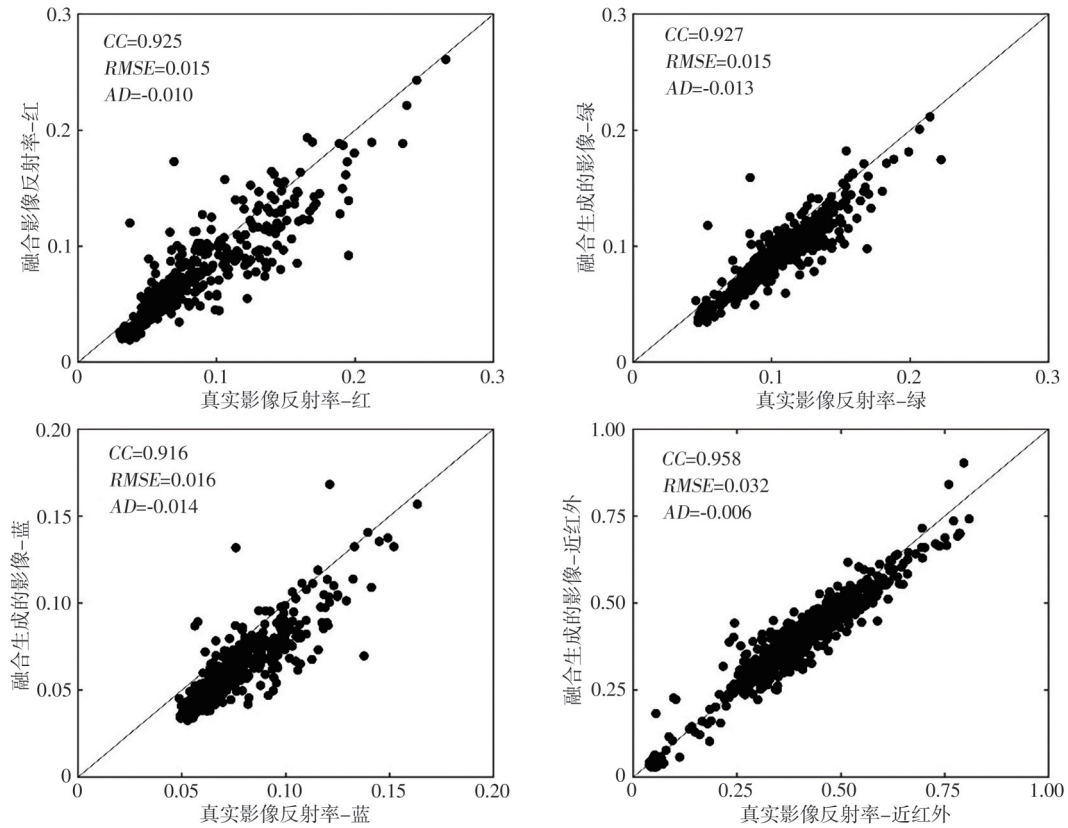 0.3
CC=0.925
RMSE=0.015
AD=-0.010
0.2
0.1
0
融合影像反射率-红
0
0.1
0.2
0.3
真实影像反射率-红
0.3
CC=0.927
RMSE=0.015
AD=-0.013
0.2
0.1
0
融合生成的影像-绿
0
0.1
0.2
0.3
真实影像反射率-绿
0.20
CC=0.916
RMSE=0.016
AD=-0.014
0.15
0.10
0.05
0
融合生成的影像-蓝
0
0.05
0.10
0.15
0.20
真实影像反射率-蓝
1.00
CC=0.958
RMSE=0.032
AD=-0.006
0.75
0.50
0.25
0
融合生成的影像-近红外
0
0.25
0.50
0.75
1.00
真实影像反射率-近红外